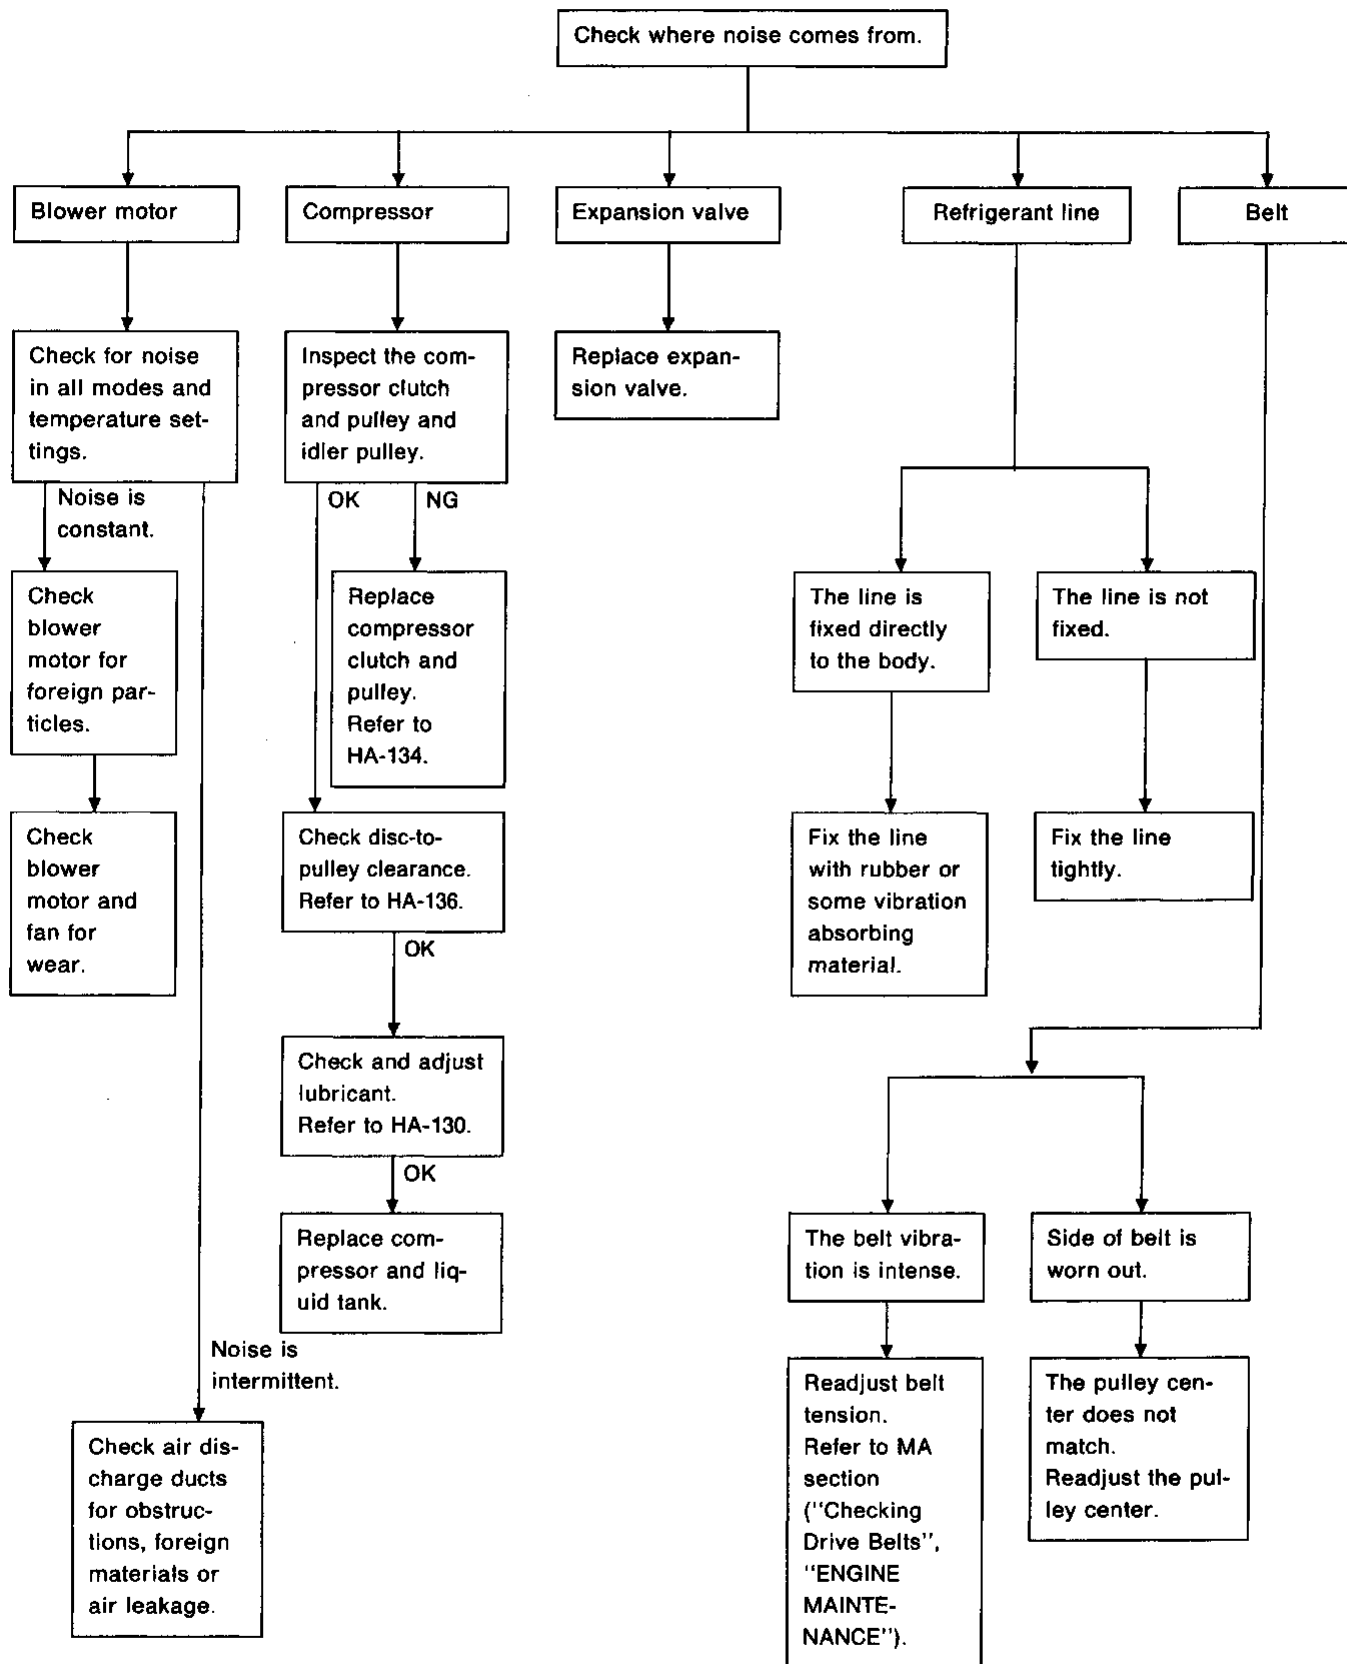 Check where noise comes from.
Blower motor
Compressor
Expansion valve
Refrigerant line
Belt
Check for noise
in all modes and
temperature set-
tings.
Inspect the com-
pressor clutch
and pulley and
idler pulley.
Replace expan-
sion valve.
Noise is
constant.
OK
NG
Check
blower
motor for
foreign par-
ticles.
Replace
compressor
clutch and
pulley.
Refer to
HA-134.
The line is
fixed directly
to the body.
The line is not
fixed.
Check
blower
motor and
fan for
wear.
Check disc-to-
pulley clearance.
Refer to HA-136.
Fix the line
with rubber or
some vibration
absorbing
material.
Fix the line
tightly.
OK
Check and adjust
lubricant.
Refer to HA-130.
OK
Replace com-
pressor and liq-
uid tank.
The belt vibra-
tion is intense.
Side of belt is
worn out.
Noise is
intermittent.
Check air dis-
charge ducts
for obstruc-
tions, foreign
materials or
air leakage.
Readjust belt
tension.
Refer to MA
section
(''Checking
Drive Belts'',
''ENGINE
MAINTE-
NANCE'').
The pulley cen-
ter does not
match.
Readjust the pul-
ley center.